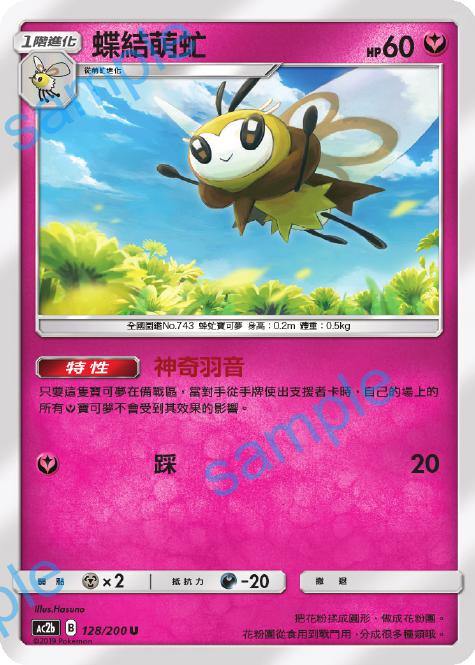 1階進化 蝶結萌虻 HP60
從萌虻進化
全國圖鑑No.743 蜂虻寶可夢 身高：0.2m 體重：0.5kg
特性 神奇羽音
只要這隻寶可夢在備戰區，當對手從手牌使出支援者卡時，自己的場上的
所有寶可夢不會受到其效果的影響。
踩 20
弱點 ×2 抵抗力 -20 撤退
Illus.Hasuno
AC2b B 128/200 U
©2019 Pokémon
把花粉揉成圓形，做成花粉團。
花粉團從食用到戰鬥用，分成很多種類哦。
sample
sample
sample
ple